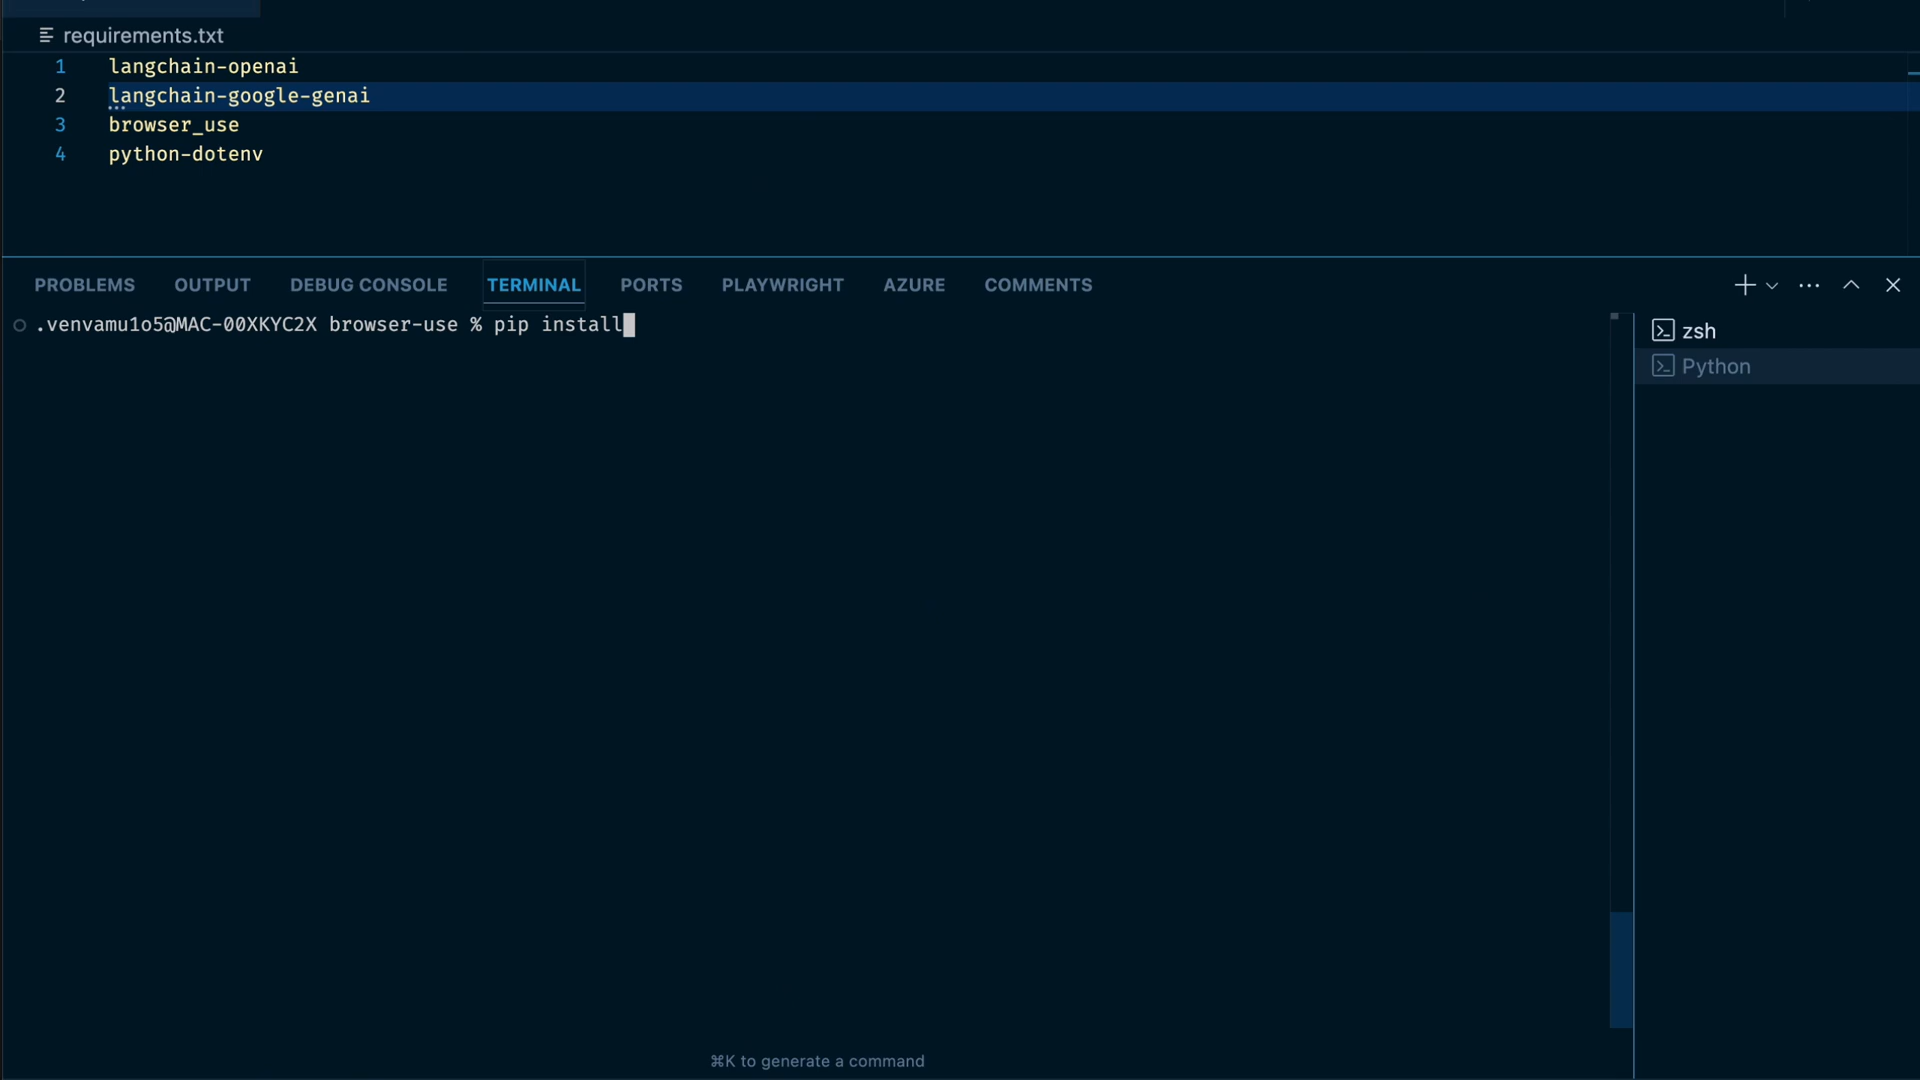 requirements.txt
1 langchain-openai
2 langchain-google-genai
3 browser_use
4 python-dotenv
PROBLEMS OUTPUT DEBUG CONSOLE TERMINAL PORTS PLAYWRIGHT AZURE COMMENTS
.venvamu1o5@MAC-00XKYC2X browser-use % pip install
zsh
Python
⌘K to generate a command